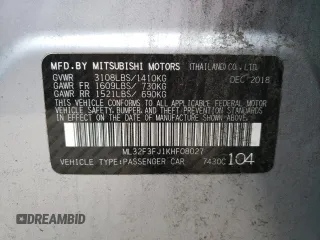 MFD.BY MITSUBISHI MOTORS (THAILAND) CO., LTD.
GVWR 3108LBS/1410KG DEC 2018
GAWR FR 1609LBS/ 730KG
GAWR RR 1521LBS/ 690KG
THIS VEHICLE CONFORMS TO ALL APPLICABLE FEDERAL
MOTOR VEHICLE SAFETY, BUMPER, AND THEFT PREVENTION
STANDARDS IN EFFECT ON THE DATE OF MANUFACTURE
SHOWN ABOVE.
ML32F3FJ1KHF08027
VEHICLE TYPE:PASSENGER CAR 743DC 104
DREAMBID.COM